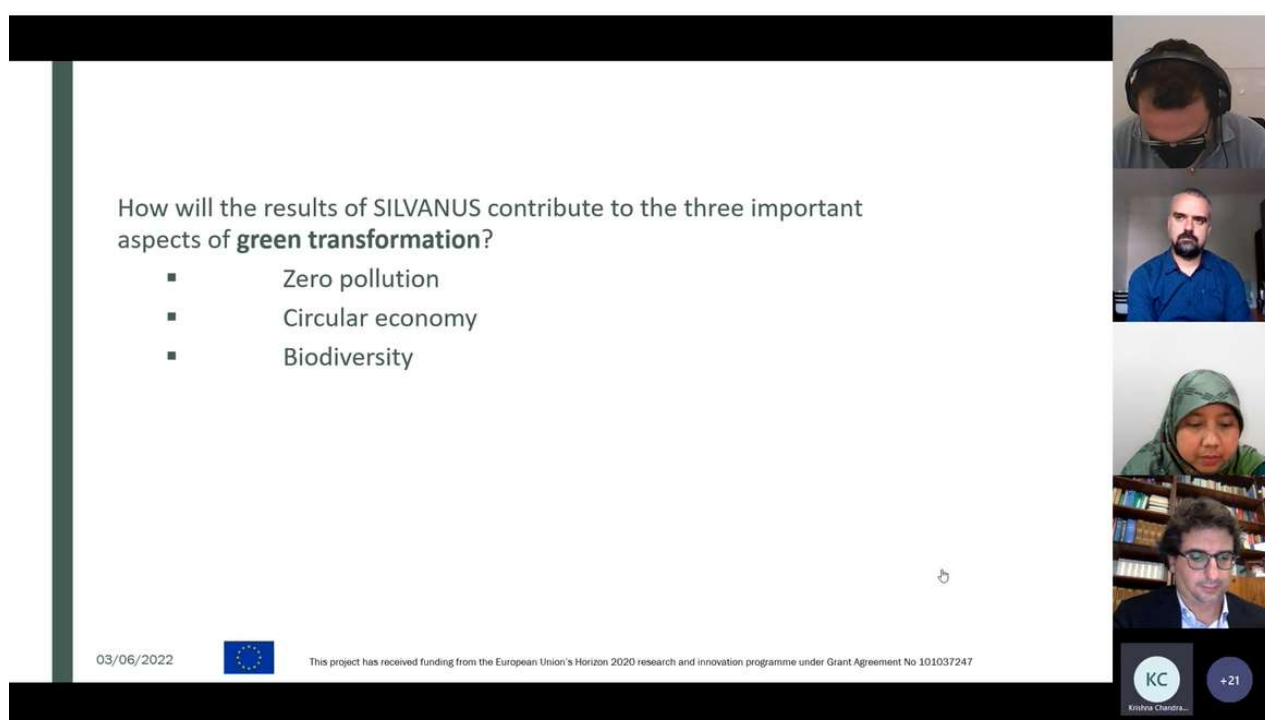 How will the results of SILVANUS contribute to the three important
aspects of green transformation?
▪ Zero pollution
▪ Circular economy
▪ Biodiversity
03/06/2022
This project has received funding from the European Union's Horizon 2020 research and innovation programme under Grant Agreement No 101037247
KC
Krishna Chandra...
+21